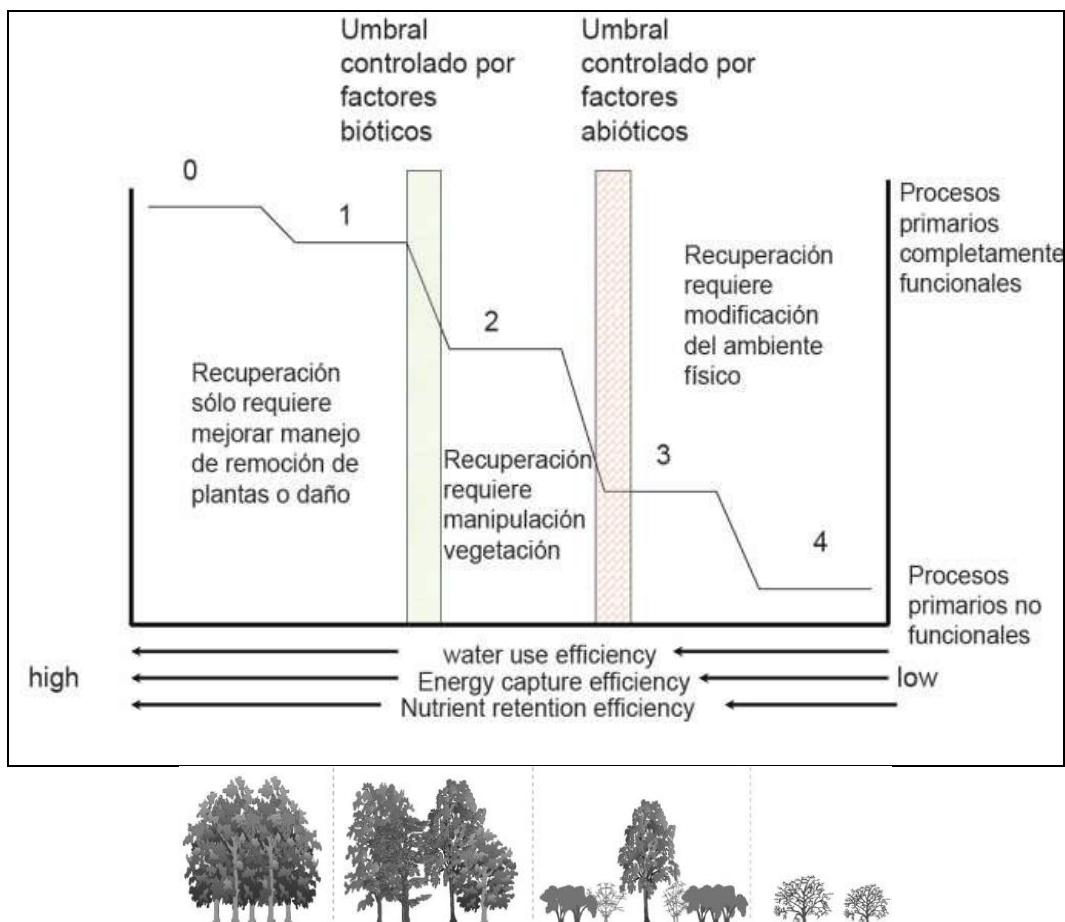 Umbral
controlado por
factores
bióticos
Umbral
controlado por
factores
abióticos
0
1
2
3
4
Procesos
primarios
completamente
funcionales
Recuperación
requiere
modificación
del ambiente
físico
Recuperación
sólo requiere
mejorar manejo
de remoción de
plantas o daño
Recuperación
requiere
manipulación
vegetación
Procesos
primarios no
funcionales
high
water use efficiency
Energy capture efficiency
Nutrient retention efficiency
low